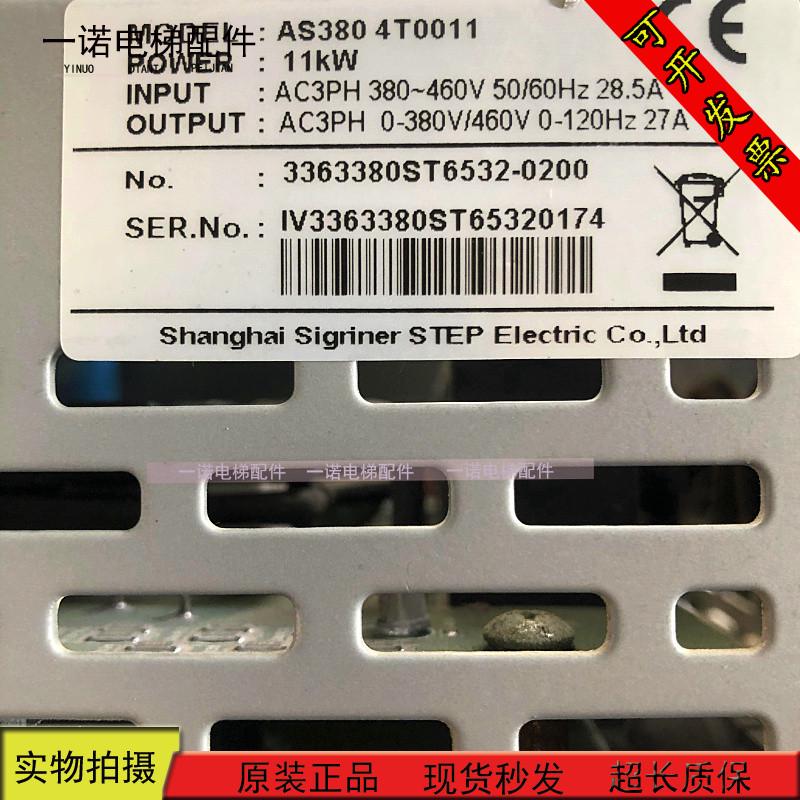 MODEL : AS380 4T0011
一诺电梯配件
YINUO DIANTI PEIJIAN
POWER : 11kW
INPUT : AC3PH 380~460V 50/60Hz 28.5A
OUTPUT : AC3PH 0-380V/460V 0-120Hz 27A
CE
可开发票
No. : 3363380ST6532-0200
SER.No. : IV3363380ST65320174
Shanghai Sigriner STEP Electric Co.,Ltd
一诺电梯配件 一诺电梯配件 一诺电梯配件
实物拍摄 原装正品 现货秒发 超长质保